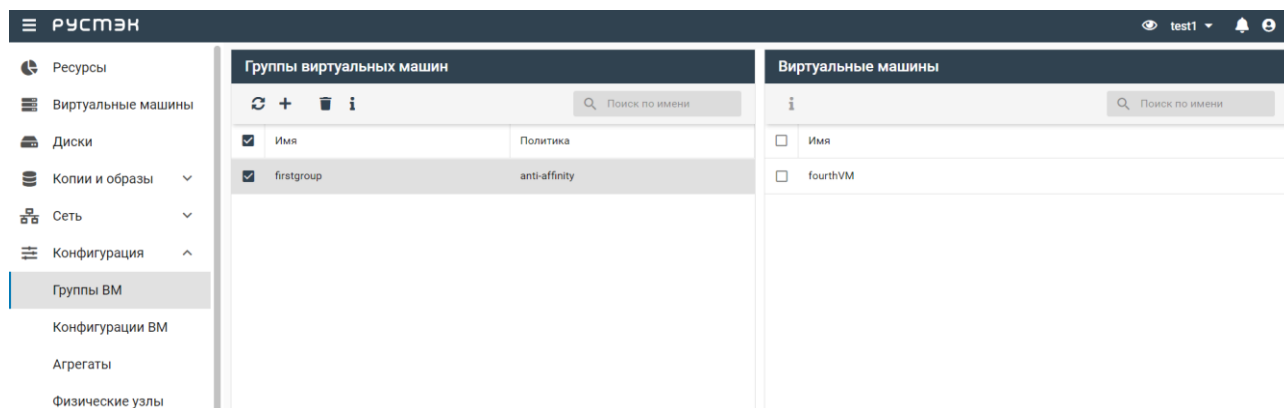 РУСТЭК
test1
Ресурсы
Виртуальные машины
Диски
Копии и образы
Сеть
Конфигурация
Группы ВМ
Конфигурации ВМ
Агрегаты
Физические узлы
Группы виртуальных машин
Поиск по имени
Имя Политика
firstgroup anti-affinity
Виртуальные машины
Поиск по имени
Имя
fourthVM